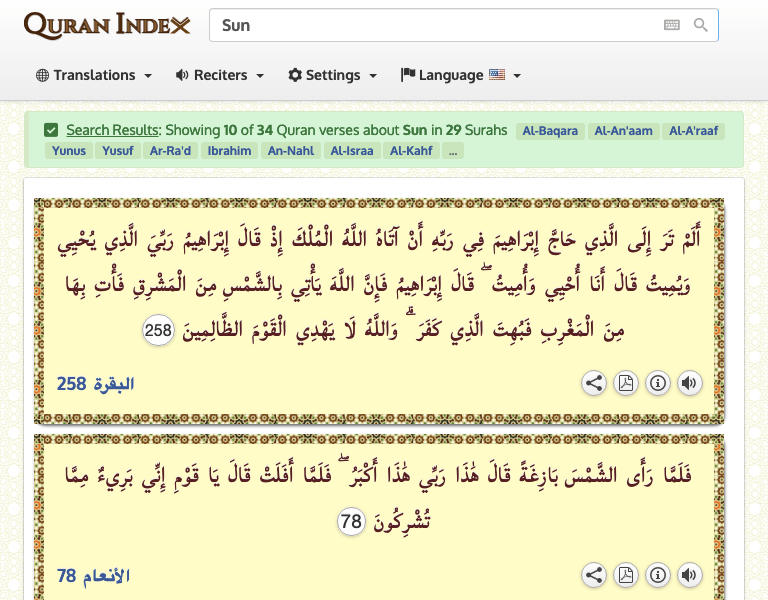 QURAN INDEX
Sun
Translations Reciters Settings Language
Search Results: Showing 10 of 34 Quran verses about Sun in 29 Surahs Al-Baqara Al-An'aam Al-A'raaf
Yunus Yusuf Ar-Ra'd Ibrahim An-Nahl Al-Israa Al-Kahf ...
أَلَمْ تَرَ إِلَى الَّذِي حَاجَّ إِبْرَاهِيمَ فِي رَبِّهِ أَنْ آتَاهُ اللَّهُ الْمُلْكَ إِذْ قَالَ إِبْرَاهِيمُ رَبِّيَ الَّذِي يُحْيِي
وَيُمِيتُ قَالَ أَنَا أُحْيِي وَأُمِيتُ ۖ قَالَ إِبْرَاهِيمُ فَإِنَّ اللَّهَ يَأْتِي بِالشَّمْسِ مِنَ الْمَشْرِقِ فَأْتِ بِهَا
مِنَ الْمَغْرِبِ فَبُهِتَ الَّذِي كَفَرَ ۗ وَاللَّهُ لَا يَهْدِي الْقَوْمَ الظَّالِمِينَ 258
البقرة 258
فَلَمَّا رَأَى الشَّمْسَ بَازِغَةً قَالَ هَٰذَا رَبِّي هَٰذَا أَكْبَرُ ۖ فَلَمَّا أَفَلَتْ قَالَ يَا قَوْمِ إِنِّي بَرِيءٌ مِمَّا
تُشْرِكُونَ 78
الأنعام 78